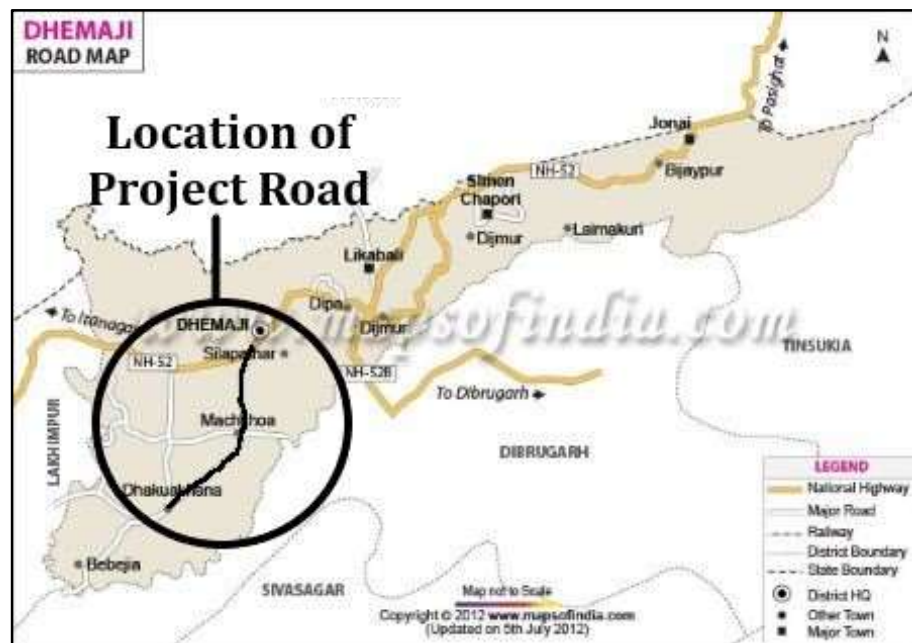 DHEMAJI
ROAD MAP
N
To Pasighat
Location of
Project Road
Jonai
Bijaypur
NH-52
Simen
Chapori
Dijmur
Laimakuri
Likabali
Dipa
Dijmur
www.mapsofindia.com
To Itanagar
DHEMAJI
Silapathar
NH-52
NH-52B
To Dibrugarh
TINSUKIA
LAKHIMPUR
Machkhoa
DIBRUGARH
Dhakuakhana
Bebejia
SIVASAGAR
LEGEND
National Highway
Major Road
Railway
District Boundary
State Boundary
District HQ
Other Town
Major Town
Map not to Scale
Copyright © 2012 www.mapsofindia.com
(Updated on 5th July 2012)